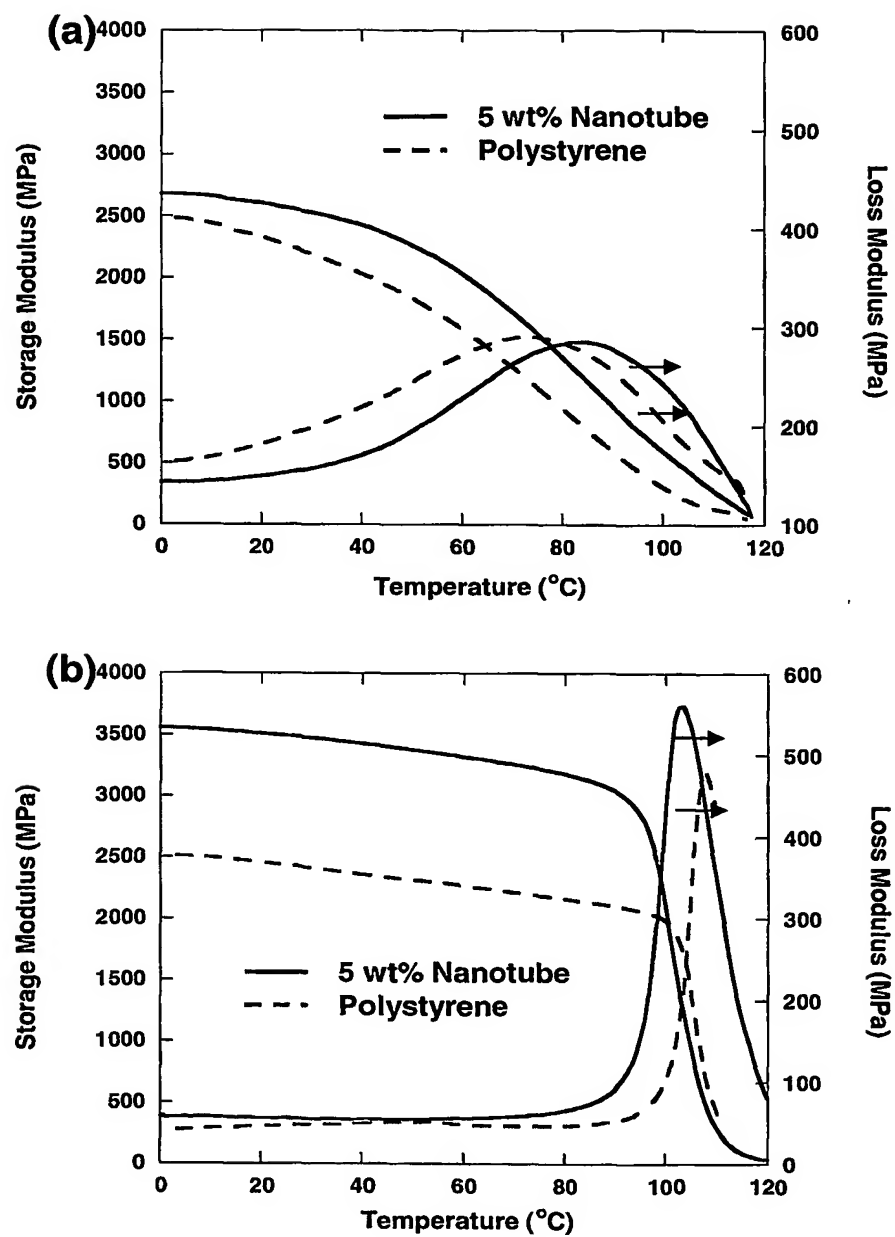 (a)
4000
3500
3000
2500
2000
1500
1000
500
0
Storage Modulus (MPa)
5 wt% Nanotube
Polystyrene
600
500
400
300
200
100
Loss Modulus (MPa)
0 20 40 60 80 100 120
Temperature (°C)
(b)
4000
3500
3000
2500
2000
1500
1000
500
0
Storage Modulus (MPa)
5 wt% Nanotube
Polystyrene
600
500
400
300
200
100
0
Loss Modulus (MPa)
0 20 40 60 80 100 120
Temperature (°C)